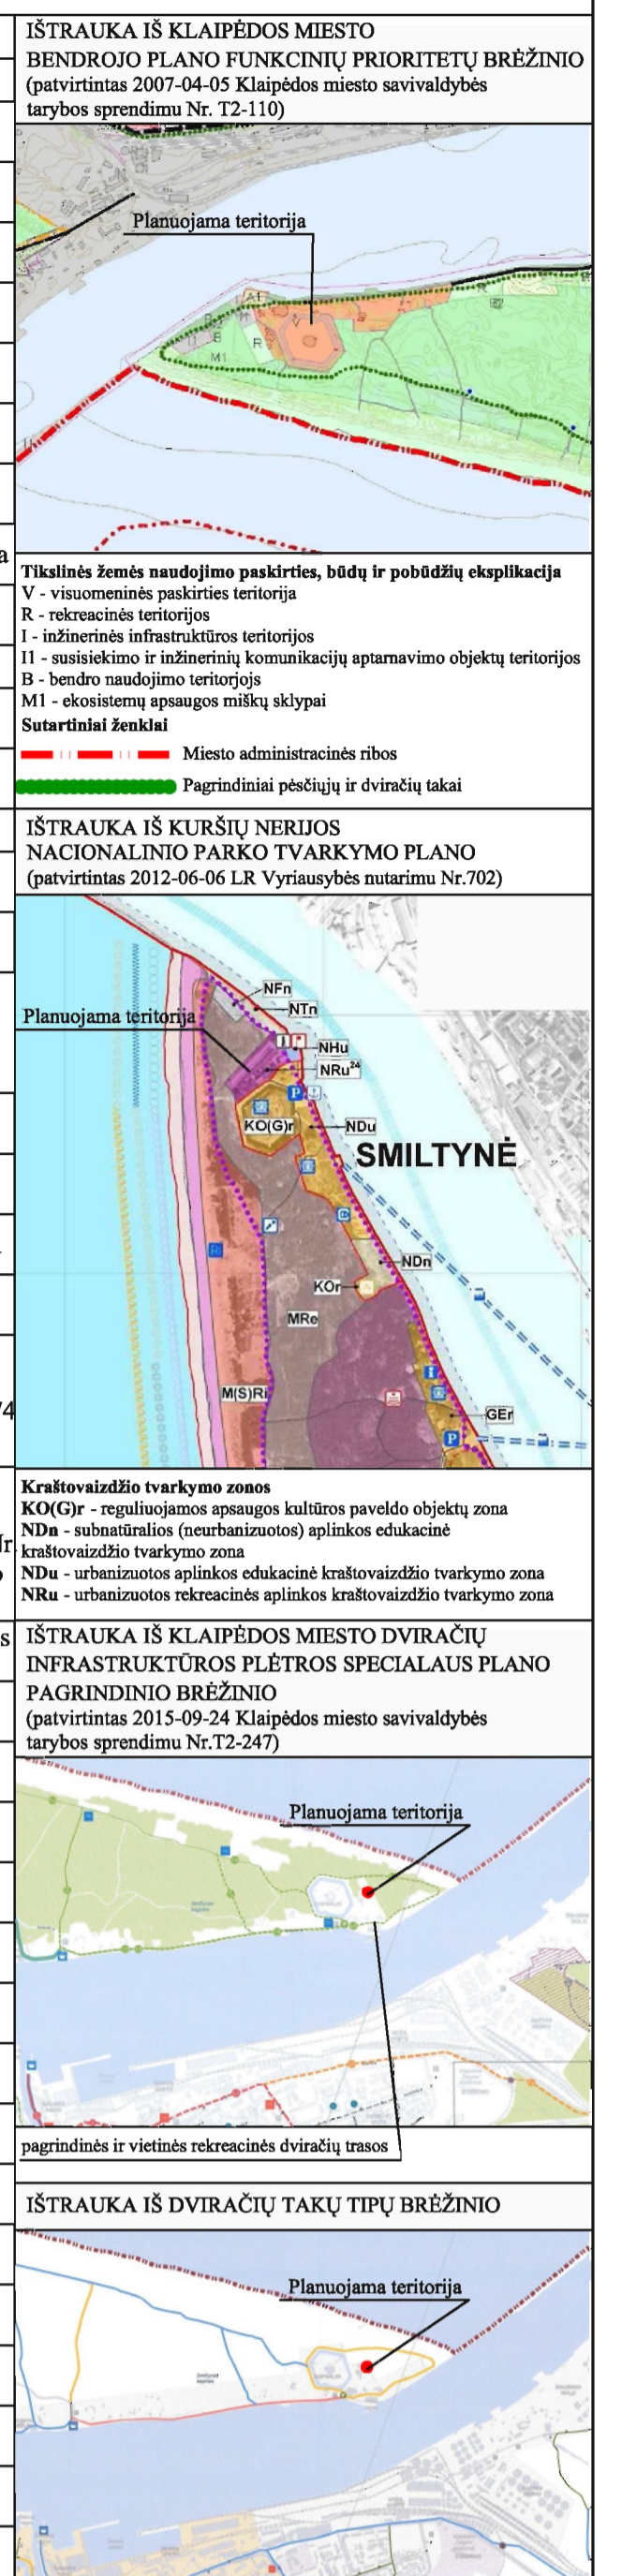 IŠTRAUKA IŠ KLAIPĖDOS MIESTO
BENDROJO PLANO FUNKCINIŲ PRIORITETŲ BRĖŽINIO
(patvirtintas 2007-04-05 Klaipėdos miesto savivaldybės
tarybos sprendimu Nr. T2-110)
Planuojama teritorija
V
R
B
M1
Tikslinės žemės naudojimo paskirties, būdų ir pobūdžių eksplikacija
V - visuomeninės paskirties teritorija
R - rekreacinės teritorijos
I - inžinerinės infrastruktūros teritorijos
I1 - susisiekimo ir inžinerinių komunikacijų aptarnavimo objektų teritorijos
B - bendro naudojimo teritorjojs
M1 - ekosistemų apsaugos miškų sklypai
Sutartiniai ženklai
Miesto administracinės ribos
Pagrindiniai pėsčiųjų ir dviračių takai
IŠTRAUKA IŠ KURŠIŲ NERIJOS
NACIONALINIO PARKO TVARKYMO PLANO
(patvirtintas 2012-06-06 LR Vyriausybės nutarimu Nr.702)
NFn
NTn
Planuojama teritorija
NHu
NRu²⁴
P
KO(G)r
NDu
SMILTYNĖ
NDn
KOr
MRe
M(S)Ri
GEr
P
Kraštovaizdžio tvarkymo zonos
KO(G)r - reguliuojamos apsaugos kultūros paveldo objektų zona
NDn - subnatūralios (neurbanizuotos) aplinkos edukacinė
kraštovaizdžio tvarkymo zona
NDu - urbanizuotos aplinkos edukacinė kraštovaizdžio tvarkymo zona
NRu - urbanizuotos rekreacinės aplinkos kraštovaizdžio tvarkymo zona
IŠTRAUKA IŠ KLAIPĖDOS MIESTO DVIRAČIŲ
INFRASTRUKTŪROS PLĖTROS SPECIALAUS PLANO
PAGRINDINIO BRĖŽINIO
(patvirtintas 2015-09-24 Klaipėdos miesto savivaldybės
tarybos sprendimu Nr.T2-247)
Planuojama teritorija
pagrindinės ir vietinės rekreacinės dviračių trasos
IŠTRAUKA IŠ DVIRAČIŲ TAKŲ TIPŲ BRĖŽINIO
Planuojama teritorija